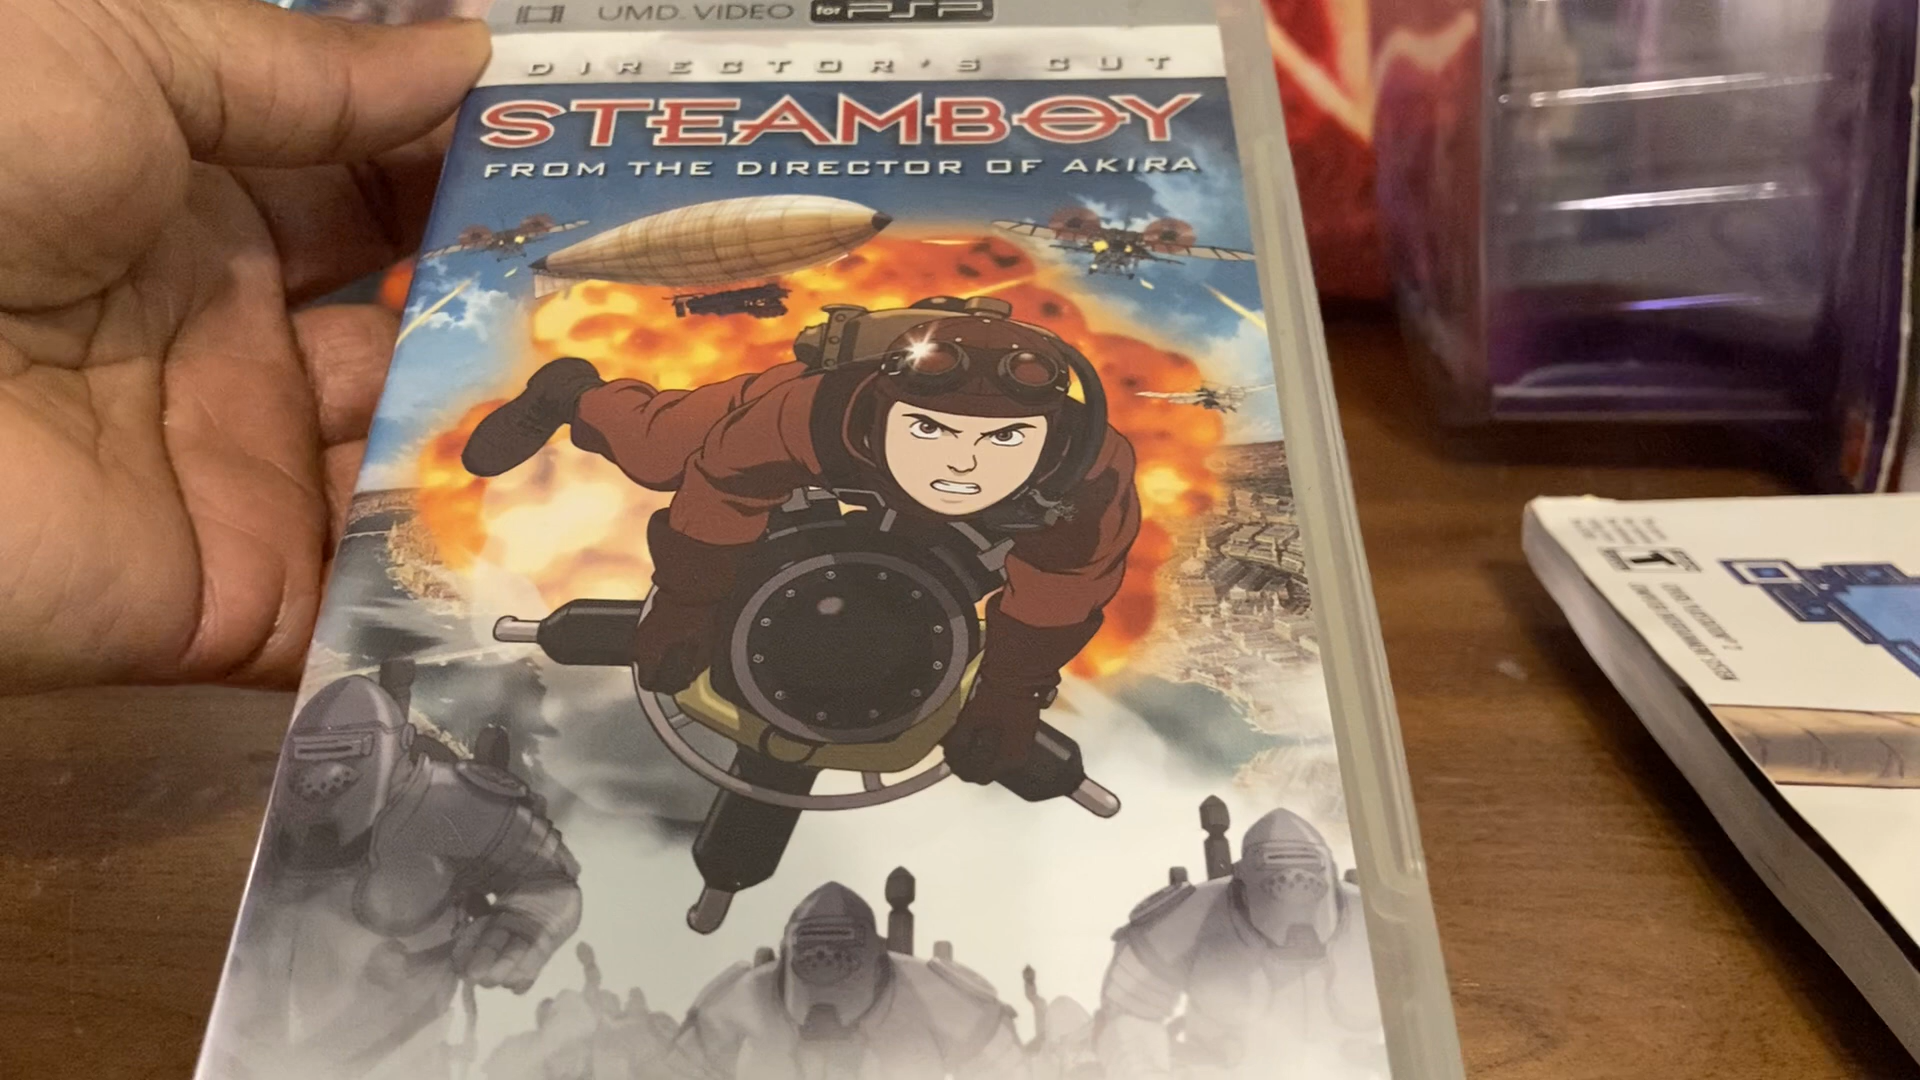 UMD. VIDEO for PSP
DIRECTOR'S CUT
STEAMBOY
FROM THE DIRECTOR OF AKIRA
T